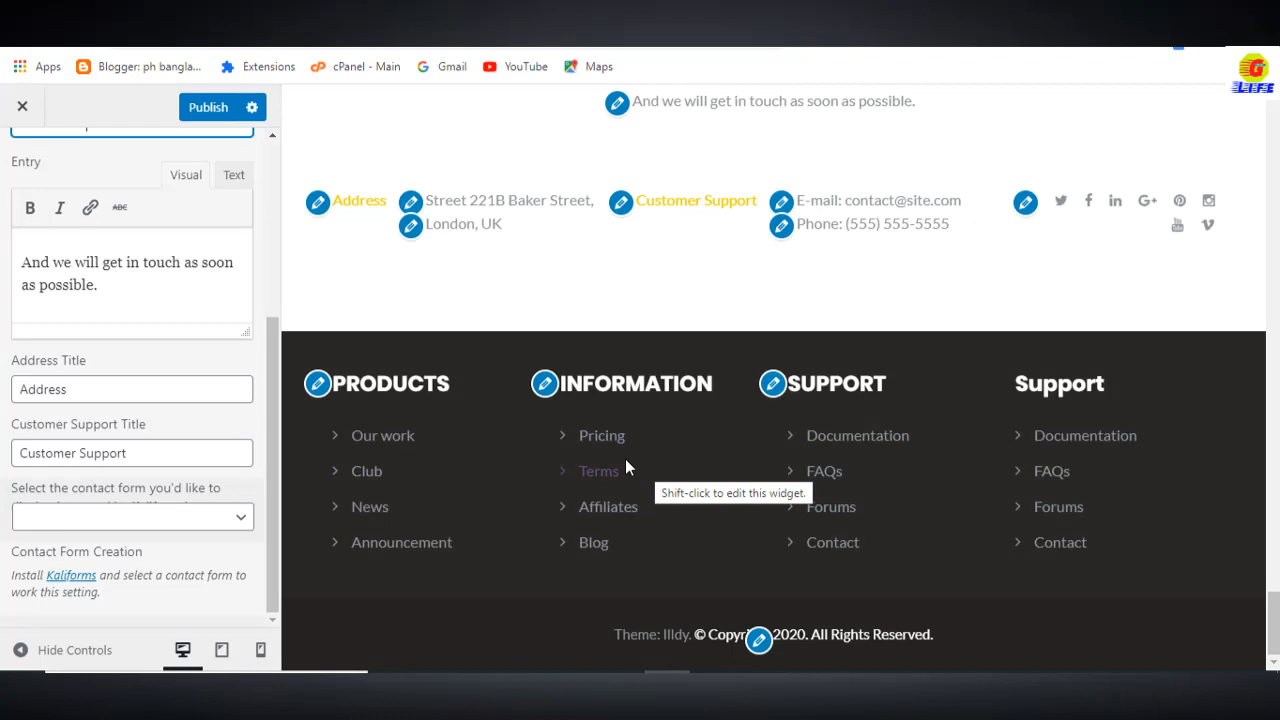 Apps
Blogger: ph bangla...
Extensions
cPanel - Main
Gmail
YouTube
Maps
G
LIFE
Publish
Entry
Visual
Text
B
I
ABC
And we will get in touch as soon
as possible.
Address Title
Address
Customer Support Title
Customer Support
Select the contact form you'd like to
Contact Form Creation
Install Kaliforms and select a contact form to
work this setting.
Hide Controls
And we will get in touch as soon as possible.
Address
Street 221B Baker Street,
London, UK
Customer Support
E-mail: contact@site.com
Phone: (555) 555-5555
PRODUCTS
Our work
Club
News
Announcement
INFORMATION
Pricing
Terms
Affiliates
Blog
Shift-click to edit this widget.
SUPPORT
Documentation
FAQs
Forums
Contact
Support
Documentation
FAQs
Forums
Contact
Theme: Illdy. © 2020. All Rights Reserved.